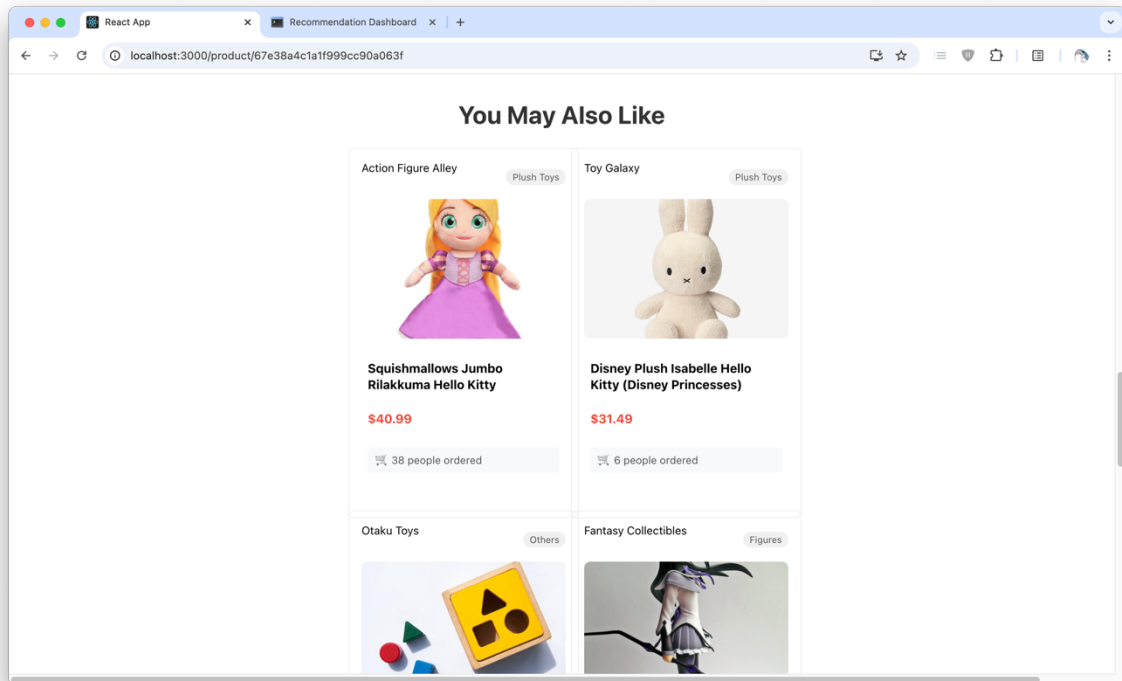 React App
Recommendation Dashboard
localhost:3000/product/67e38a4c1a1f999cc90a063f
You May Also Like
Action Figure Alley
Plush Toys
Squishmallows Jumbo
Rilakkuma Hello Kitty
$40.99
38 people ordered
Toy Galaxy
Plush Toys
Disney Plush Isabelle Hello
Kitty (Disney Princesses)
$31.49
6 people ordered
Otaku Toys
Others
Fantasy Collectibles
Figures